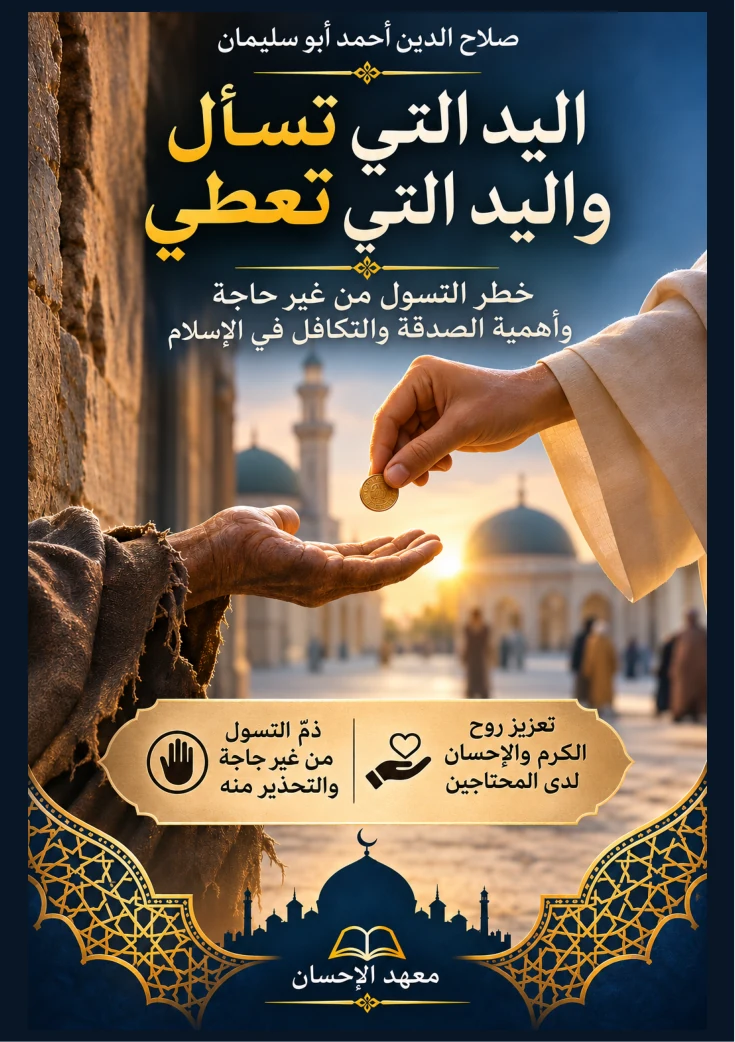 صلاح الدين أحمد أبو سليمان
اليد التي تسأل
واليد التي تعطي
خطر التسول من غير حاجة
وأهمية الصدقة والتكافل في الإسلام
تعزيز روح
الكرم والإحسان
لدى المحتاجين
ذمّ التسول
من غير جاجة
والتحذير منه
معهد الإحسان